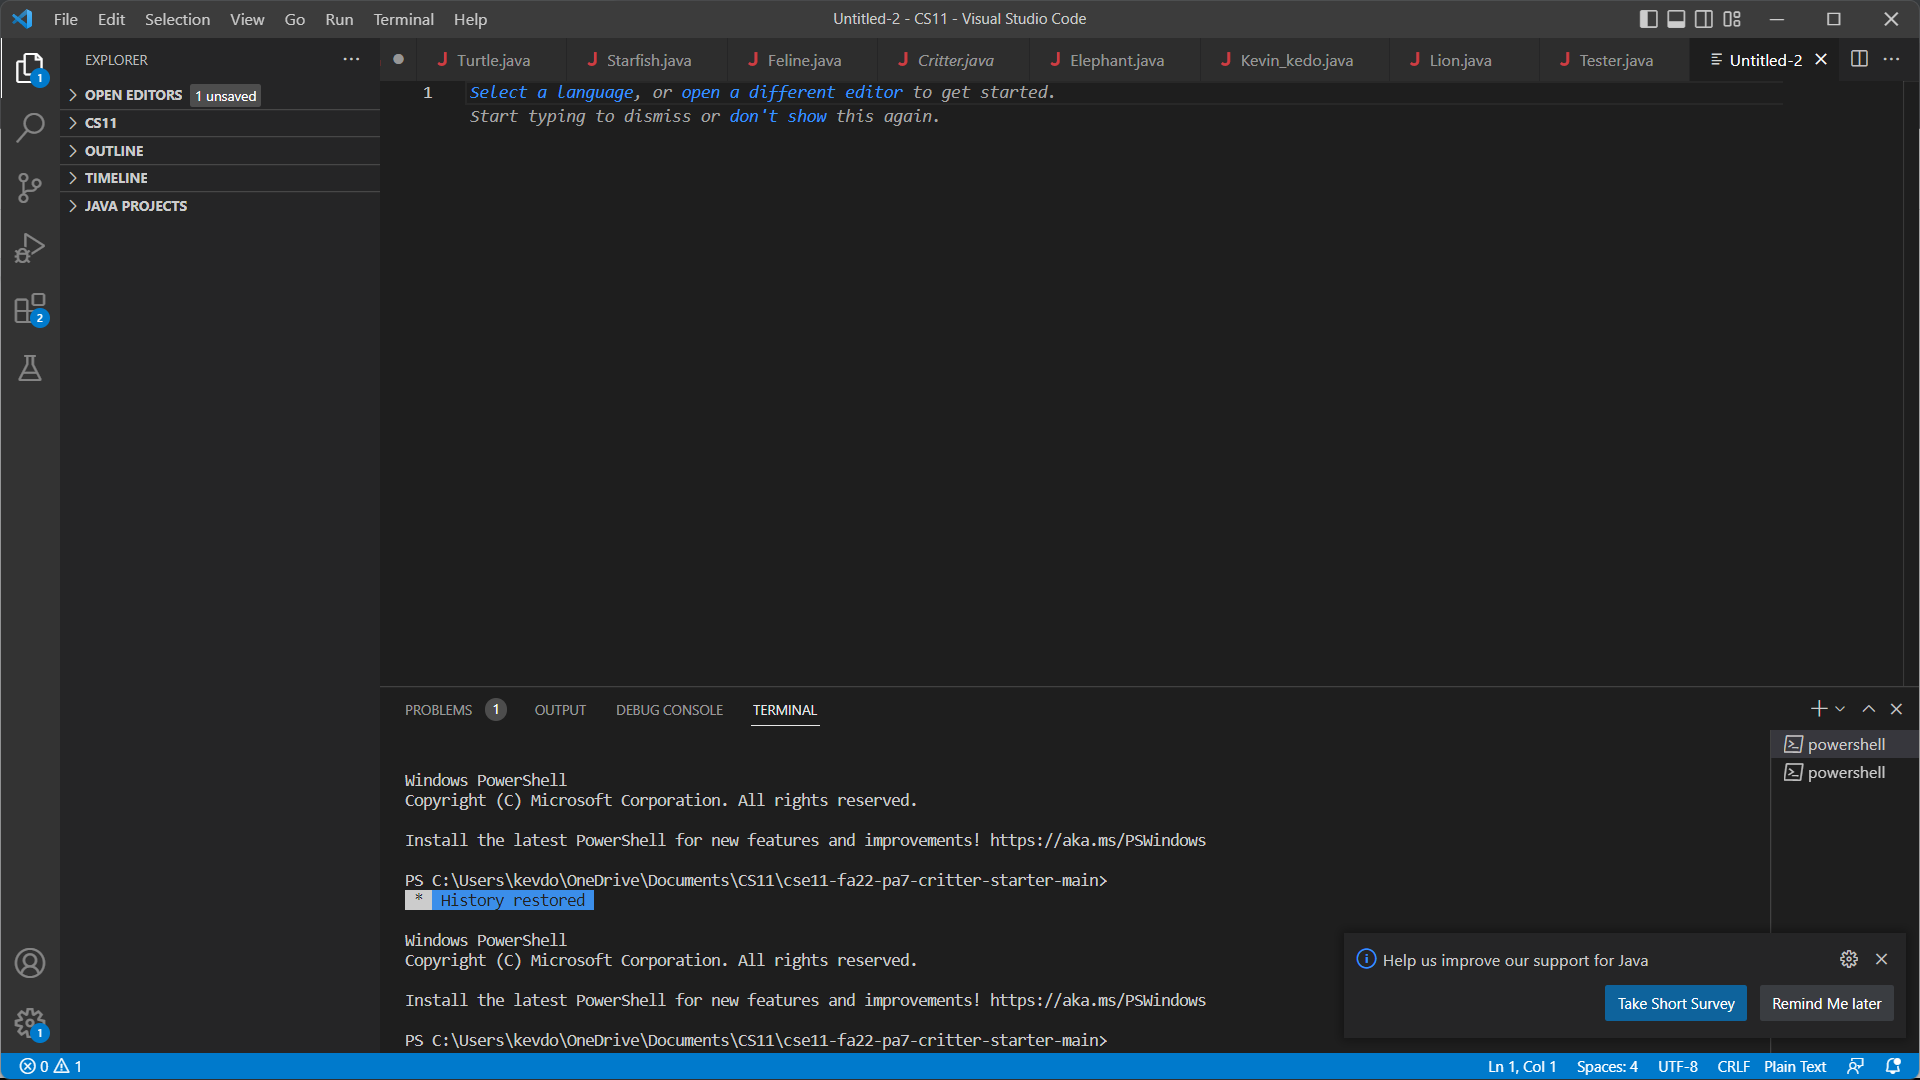 File Edit Selection View Go Run Terminal Help
Untitled-2 - CS11 - Visual Studio Code
EXPLORER
Turtle.java
Starfish.java
Feline.java
Critter.java
Elephant.java
Kevin_kedo.java
Lion.java
Tester.java
Untitled-2
1
OPEN EDITORS 1 unsaved
CS11
OUTLINE
TIMELINE
JAVA PROJECTS
2
1
1 Select a language, or open a different editor to get started.
Start typing to dismiss or don't show this again.
PROBLEMS 1 OUTPUT DEBUG CONSOLE TERMINAL
powershell
powershell
Windows PowerShell
Copyright (C) Microsoft Corporation. All rights reserved.
Install the latest PowerShell for new features and improvements! https://aka.ms/PSWindows
PS C:\Users\kevdo\OneDrive\Documents\CS11\cse11-fa22-pa7-critter-starter-main>
* History restored
Windows PowerShell
Copyright (C) Microsoft Corporation. All rights reserved.
Install the latest PowerShell for new features and improvements! https://aka.ms/PSWindows
PS C:\Users\kevdo\OneDrive\Documents\CS11\cse11-fa22-pa7-critter-starter-main>
Help us improve our support for Java
Take Short Survey
Remind Me later
0 1
Ln 1, Col 1 Spaces: 4 UTF-8 CRLF Plain Text